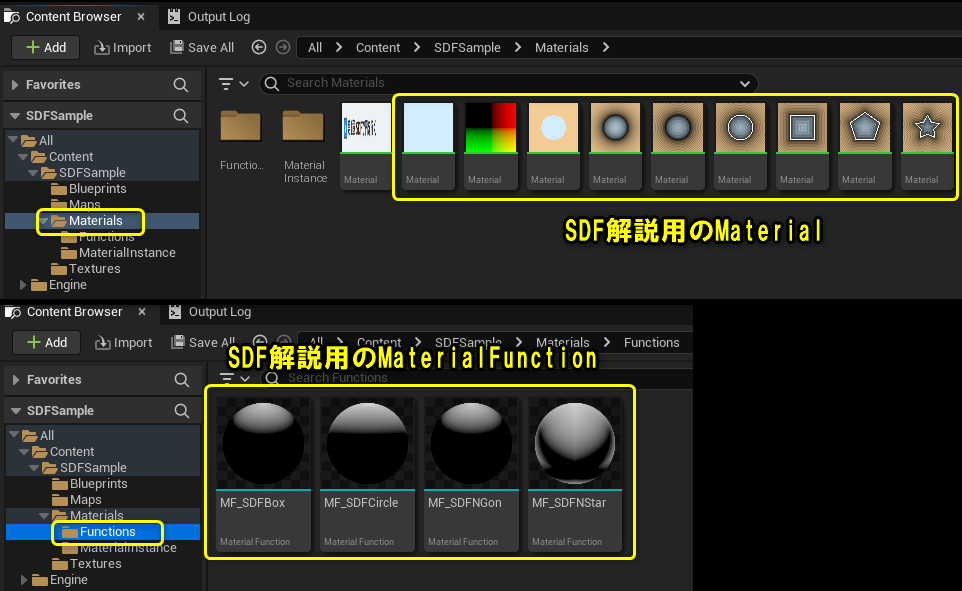 Content Browser × Output Log
+ Add Import Save All All > Content > SDFSample > Materials >
Favorites
Search Materials
SDFSample
All
Content
SDFSample
Blueprints
Maps
Materials
Functions
MaterialInstance
Textures
Engine
Functio...
Material
Instance
Material
Material
Material
Material
Material
Material
Material
Material
Material
Material
SDF解説用のMaterial
Content Browser × Output Log
+ Add Import Save All All > Content > SDFSample > Materials > Functions
SDF解説用のMaterialFunction
Favorites
Search Functions
SDFSample
All
Content
SDFSample
Blueprints
Maps
Materials
Functions
MaterialInstance
Textures
Engine
MF_SDFBox
Material Function
MF_SDFCircle
Material Function
MF_SDFNGon
Material Function
MF_SDFNStar
Material Function